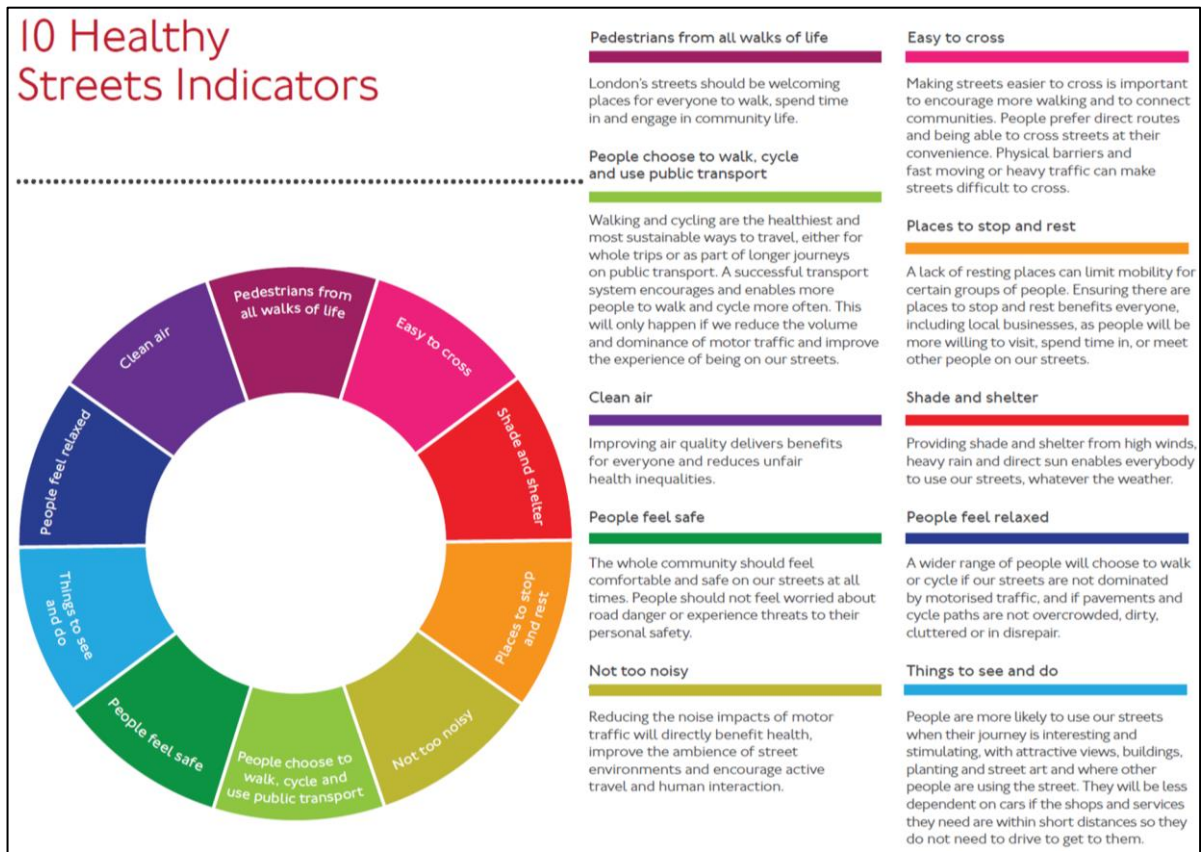 10 Healthy
Streets Indicators
Pedestrians from
all walks of life
Easy to cross
Shade and shelter
Places to stop
and rest
Not too noisy
People choose to
walk, cycle and
use public transport
People feel safe
Things to see
and do
People feel relaxed
Clean air
Pedestrians from all walks of life
London's streets should be welcoming
places for everyone to walk, spend time
in and engage in community life.
People choose to walk, cycle
and use public transport
Walking and cycling are the healthiest and
most sustainable ways to travel, either for
whole trips or as part of longer journeys
on public transport. A successful transport
system encourages and enables more
people to walk and cycle more often. This
will only happen if we reduce the volume
and dominance of motor traffic and improve
the experience of being on our streets.
Clean air
Improving air quality delivers benefits
for everyone and reduces unfair
health inequalities.
People feel safe
The whole community should feel
comfortable and safe on our streets at all
times. People should not feel worried about
road danger or experience threats to their
personal safety.
Not too noisy
Reducing the noise impacts of motor
traffic will directly benefit health,
improve the ambience of street
environments and encourage active
travel and human interaction.
Easy to cross
Making streets easier to cross is important
to encourage more walking and to connect
communities. People prefer direct routes
and being able to cross streets at their
convenience. Physical barriers and
fast moving or heavy traffic can make
streets difficult to cross.
Places to stop and rest
A lack of resting places can limit mobility for
certain groups of people. Ensuring there are
places to stop and rest benefits everyone,
including local businesses, as people will be
more willing to visit, spend time in, or meet
other people on our streets.
Shade and shelter
Providing shade and shelter from high winds,
heavy rain and direct sun enables everybody
to use our streets, whatever the weather.
People feel relaxed
A wider range of people will choose to walk
or cycle if our streets are not dominated
by motorised traffic, and if pavements and
cycle paths are not overcrowded, dirty,
cluttered or in disrepair.
Things to see and do
People are more likely to use our streets
when their journey is interesting and
stimulating, with attractive views, buildings,
planting and street art and where other
people are using the street. They will be less
dependent on cars if the shops and services
they need are within short distances so they
do not need to drive to get to them.